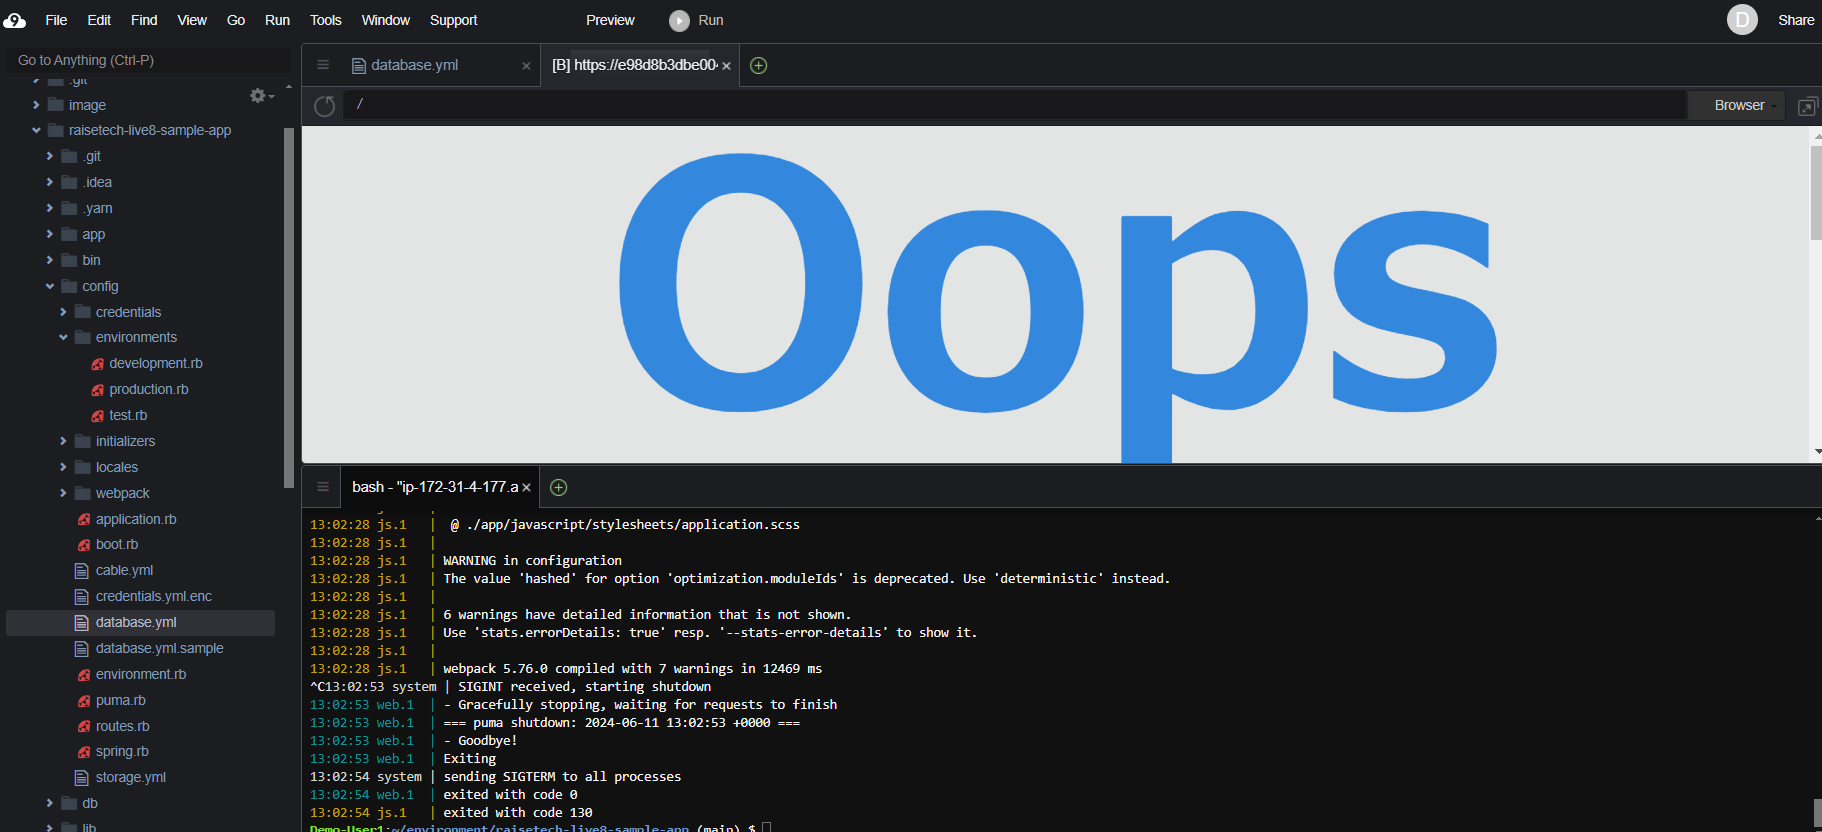 File Edit Find View Go Run Tools Window Support Preview Run D Share
Go to Anything (Ctrl-P)
.git
image
raisetech-live8-sample-app
.git
.idea
.yarn
app
bin
config
credentials
environments
development.rb
production.rb
test.rb
initializers
locales
webpack
application.rb
boot.rb
cable.yml
credentials.yml.enc
database.yml
database.yml.sample
environment.rb
puma.rb
routes.rb
spring.rb
storage.yml
db
lib
database.yml
[B] https://e98d8b3dbe00
/
Browser
Oops
bash - "ip-172-31-4-177.a
13:02:28 js.1 | @ ./app/javascript/stylesheets/application.scss
13:02:28 js.1 |
13:02:28 js.1 | WARNING in configuration
13:02:28 js.1 | The value 'hashed' for option 'optimization.moduleIds' is deprecated. Use 'deterministic' instead.
13:02:28 js.1 |
13:02:28 js.1 | 6 warnings have detailed information that is not shown.
13:02:28 js.1 | Use 'stats.errorDetails: true' resp. '--stats-error-details' to show it.
13:02:28 js.1 |
13:02:28 js.1 | webpack 5.76.0 compiled with 7 warnings in 12469 ms
^C13:02:53 system | SIGINT received, starting shutdown
13:02:53 web.1 | - Gracefully stopping, waiting for requests to finish
13:02:53 web.1 | === puma shutdown: 2024-06-11 13:02:53 +0000 ===
13:02:53 web.1 | - Goodbye!
13:02:53 web.1 | Exiting
13:02:54 system | sending SIGTERM to all processes
13:02:54 web.1 | exited with code 0
13:02:54 js.1 | exited with code 130
Demo-User1:~/environment/raisetech-live8-sample-app (main) $